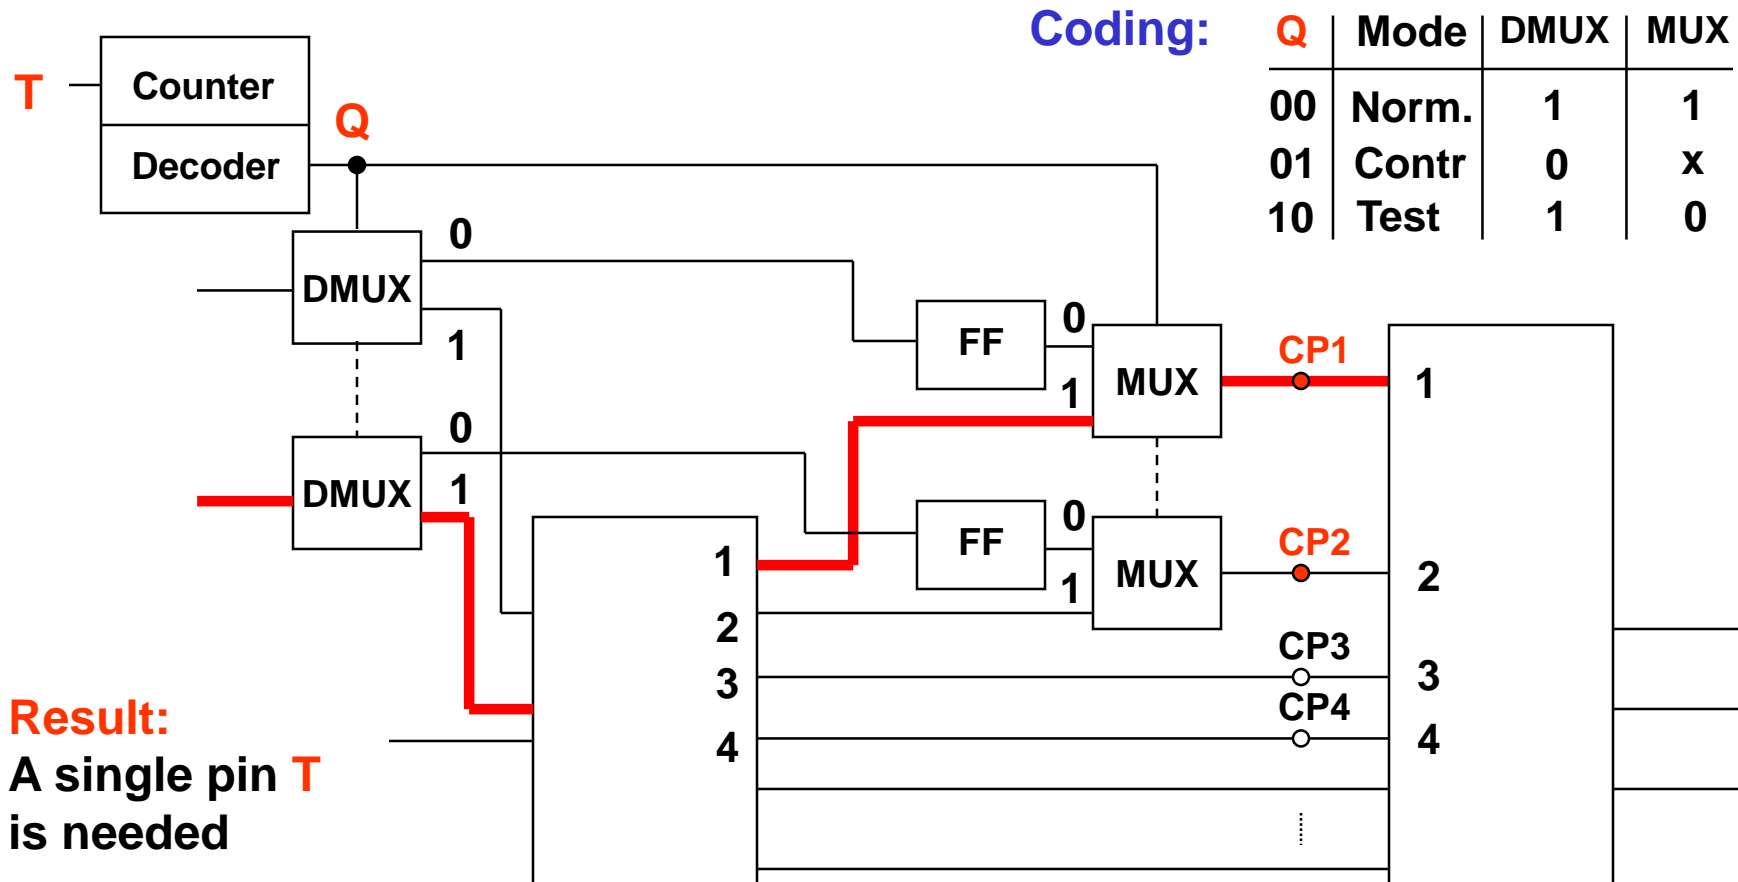 Coding:
Q Mode DMUX MUX
00 Norm. 1 1
01 Contr 0 x
10 Test 1 0
T
Counter
Decoder
Q
DMUX
0
1
DMUX
0
1
FF
0
1
MUX
CP1
1
FF
0
1
MUX
CP2
2
1
2
3
4
CP3
3
CP4
4
Result:
A single pin T
is needed